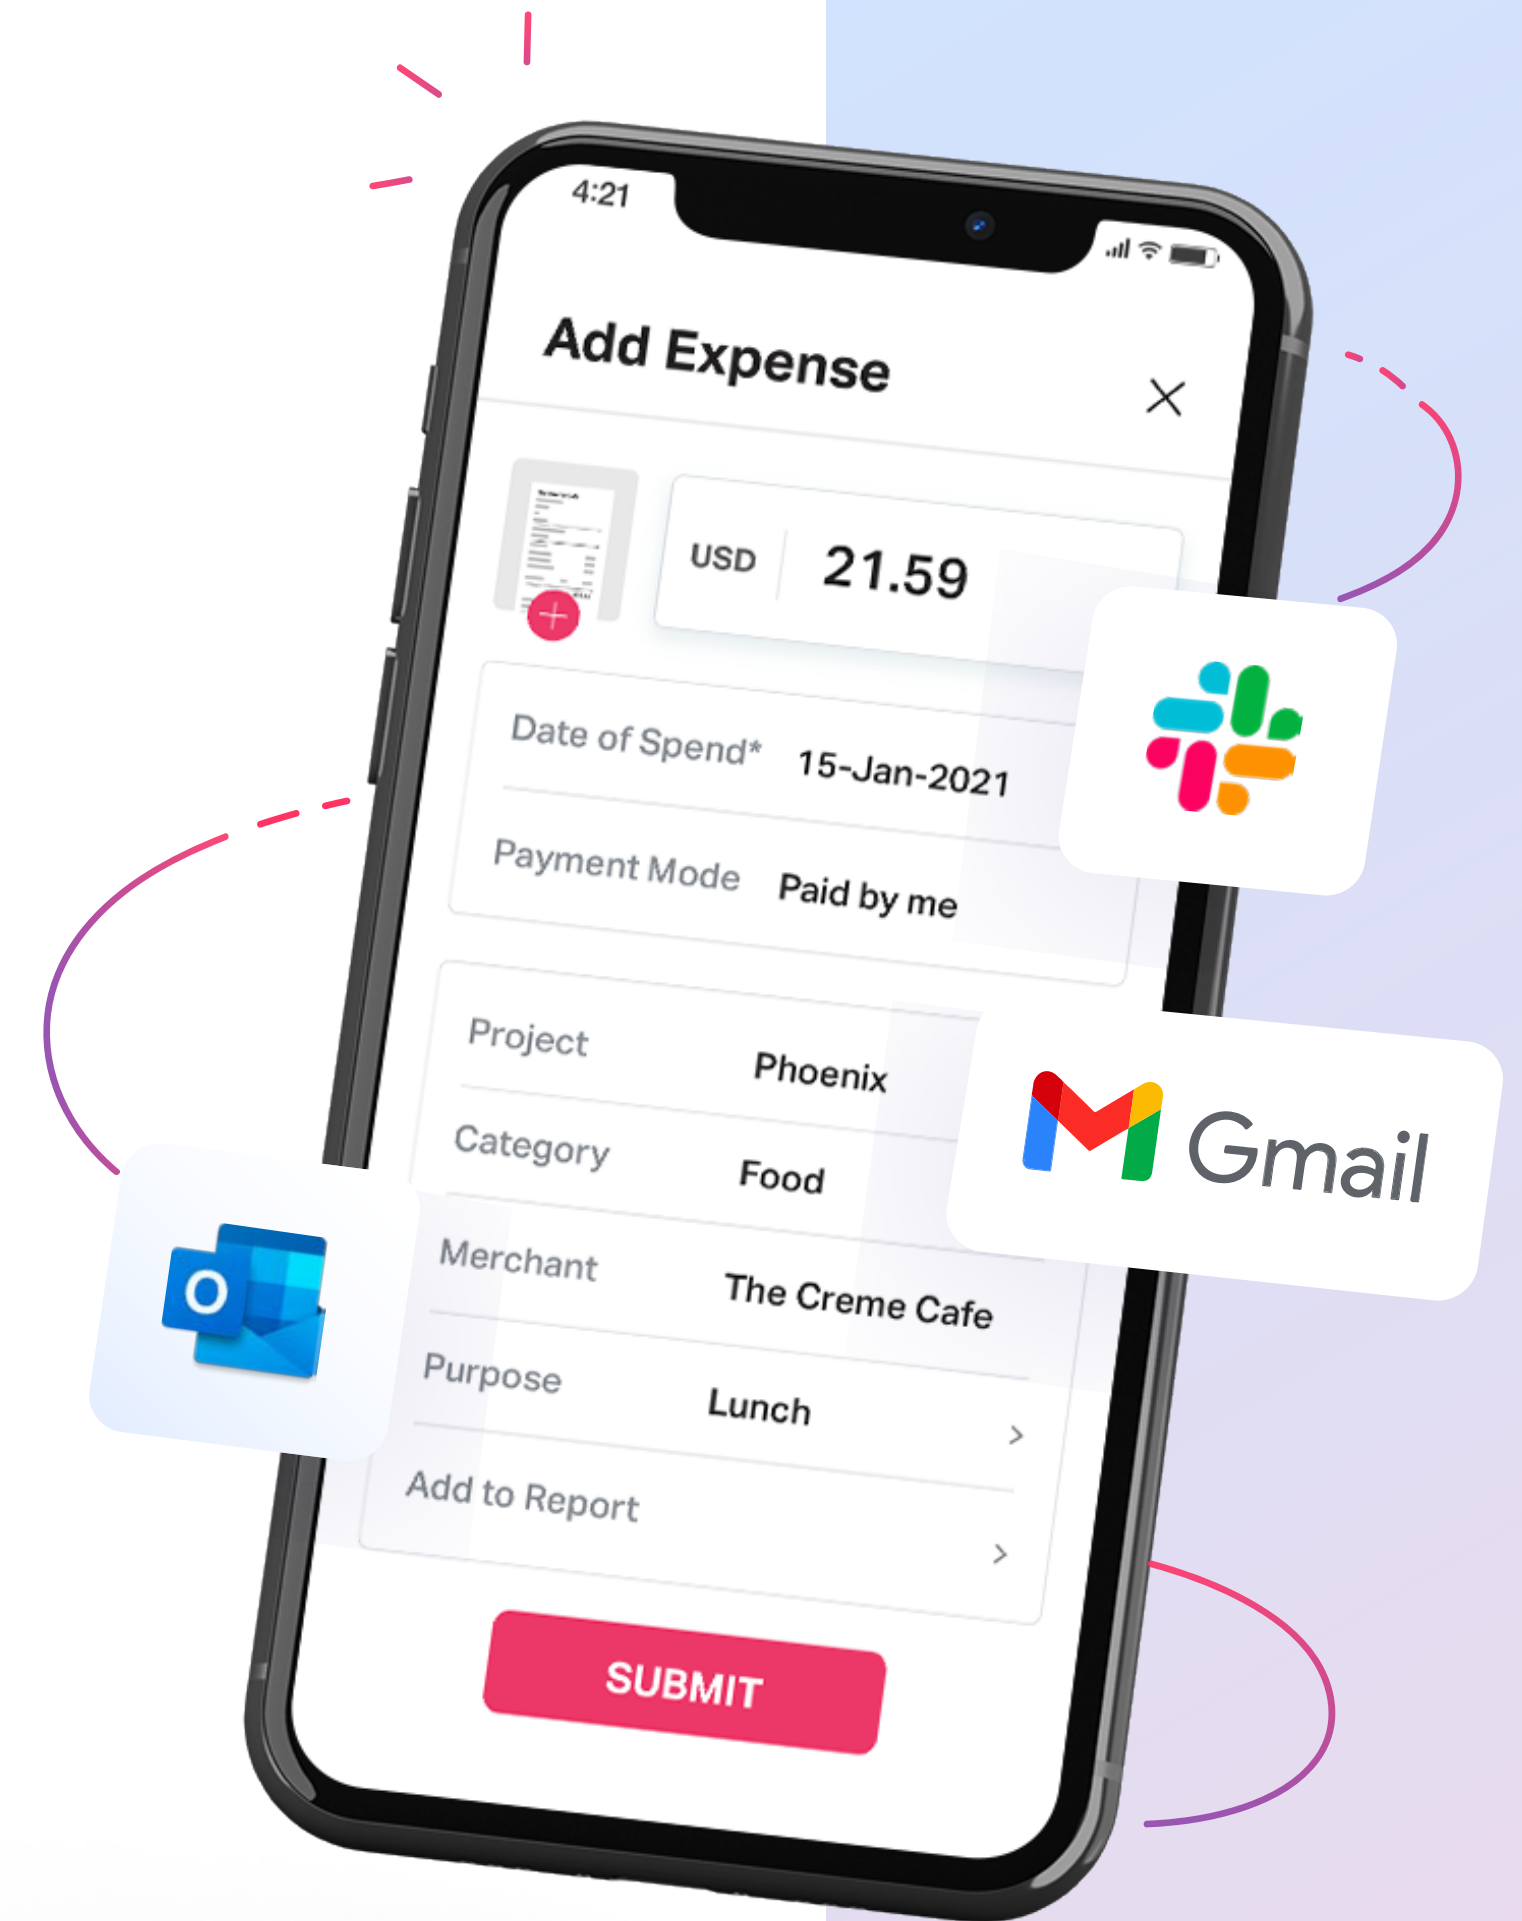 4:21
Add Expense
USD 21.59
Date of Spend* 15-Jan-2021
Payment Mode Paid by me
Project Phoenix
Category Food
Merchant The Creme Cafe
Purpose Lunch
Add to Report
SUBMIT
Gmail
O